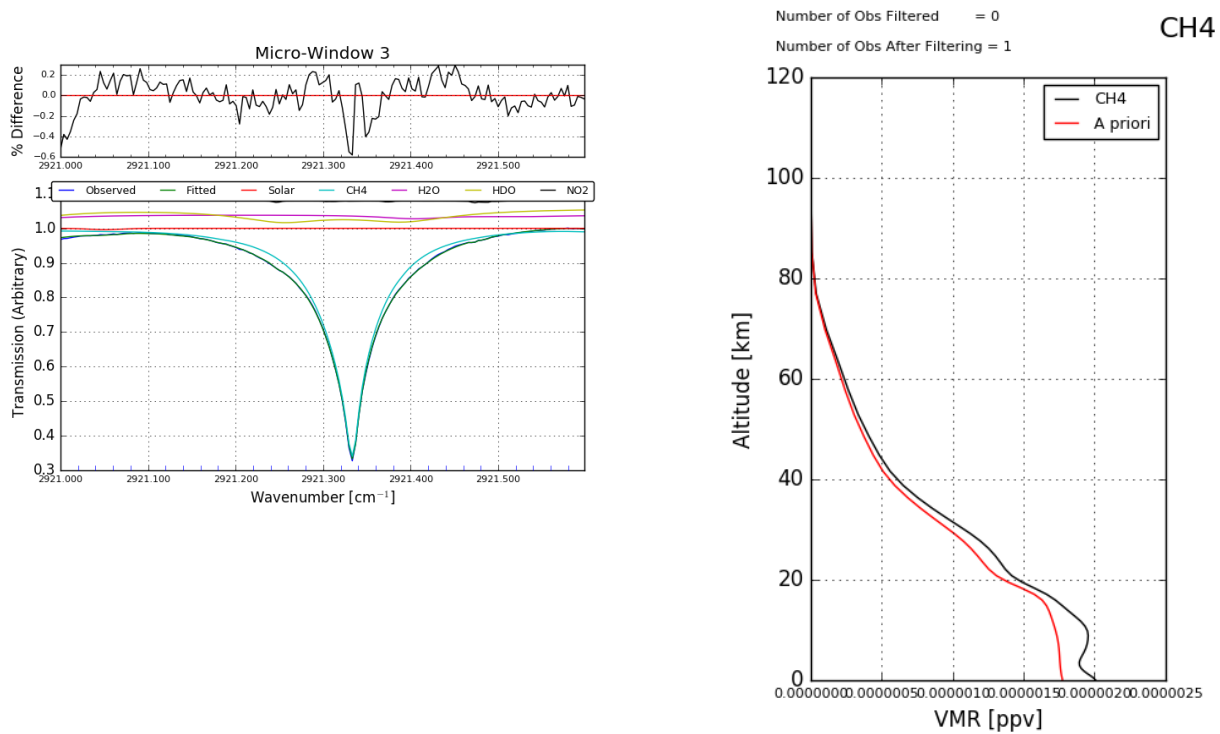 Micro-Window 3
% Difference
0.2
0.0
−0.2
−0.4
−0.6
2921.000 2921.100 2921.200 2921.300 2921.400 2921.500
Observed Fitted Solar CH4 H2O HDO NO2
Transmission (Arbitrary)
1.1
1.0
0.9
0.8
0.7
0.6
0.5
0.4
0.3
2921.000 2921.100 2921.200 2921.300 2921.400 2921.500
Wavenumber [cm⁻¹]
Number of Obs Filtered = 0
Number of Obs After Filtering = 1
CH4
CH4
A priori
Altitude [km]
120
100
80
60
40
20
0
0.0000000 0.0000005 0.0000010 0.0000015 0.0000020 0.0000025
VMR [ppv]